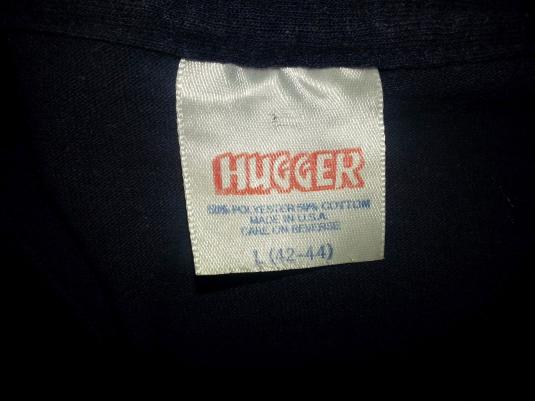 HUGGER
50% POLYESTER 50% COTTON
MADE IN U.S.A.
CARE ON REVERSE
L (42-44)